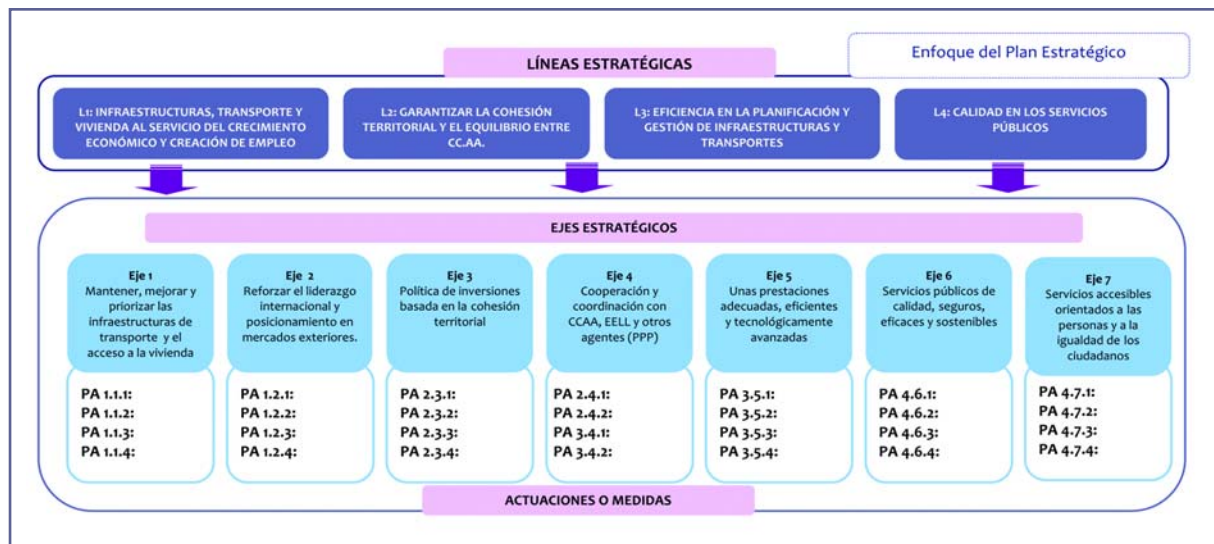 Enfoque del Plan Estratégico
LÍNEAS ESTRATÉGICAS
L1: INFRAESTRUCTURAS, TRANSPORTE Y
VIVIENDA AL SERVICIO DEL CRECIMIENTO
ECONÓMICO Y CREACIÓN DE EMPLEO
L2: GARANTIZAR LA COHESIÓN
TERRITORIAL Y EL EQUILIBRIO ENTRE
CC.AA.
L3: EFICIENCIA EN LA PLANIFICACIÓN Y
GESTIÓN DE INFRAESTRUCTURAS Y
TRANSPORTES
L4: CALIDAD EN LOS SERVICIOS
PÚBLICOS
EJES ESTRATÉGICOS
Eje 1
Mantener, mejorar y
priorizar las
infraestructuras de
transporte y el
acceso a la vivienda
PA 1.1.1:
PA 1.1.2:
PA 1.1.3:
PA 1.1.4:
Eje 2
Reforzar el liderazgo
internacional y
posicionamiento en
mercados exteriores.
PA 1.2.1:
PA 1.2.2:
PA 1.2.3:
PA 1.2.4:
Eje 3
Política de inversiones
basada en la cohesión
territorial
PA 2.3.1:
PA 2.3.2:
PA 2.3.3:
PA 2.3.4:
Eje 4
Cooperación y
coordinación con
CCAA, EELL y otros
agentes (PPP)
PA 2.4.1:
PA 2.4.2:
PA 3.4.1:
PA 3.4.2:
Eje 5
Unas prestaciones
adecuadas, eficientes
y tecnológicamente
avanzadas
PA 3.5.1:
PA 3.5.2:
PA 3.5.3:
PA 3.5.4:
Eje 6
Servicios públicos de
calidad, seguros,
eficaces y sostenibles
PA 4.6.1:
PA 4.6.2:
PA 4.6.3:
PA 4.6.4:
Eje 7
Servicios accesibles
orientados a las
personas y a la
igualdad de los
ciudadanos
PA 4.7.1:
PA 4.7.2:
PA 4.7.3:
PA 4.7.4:
ACTUACIONES O MEDIDAS